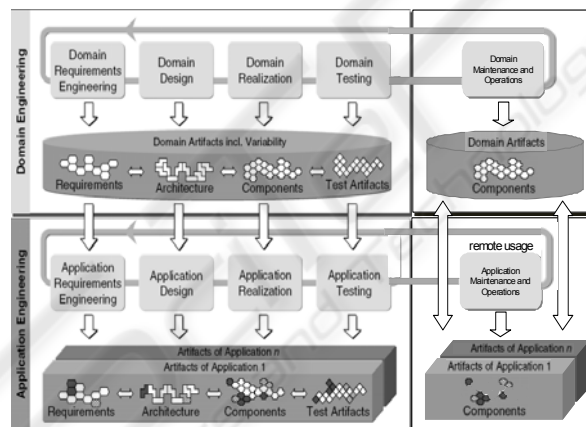 Domain Engineering
Domain
Requirements
Engineering
Domain
Design
Domain
Realization
Domain
Testing
Domain
Maintenance and
Operations
Domain Artifacts incl. Variability
Requirements
Architecture
Components
Test Artifacts
Domain Artifacts
Components
Application Engineering
remote usage
Application
Requirements
Engineering
Application
Design
Application
Realization
Application
Testing
Application
Maintenance and
Operations
Artifacts of Application n
Artifacts of Application 1
Requirements
Architecture
Components
Test Artifacts
Artifacts of Application n
Artifacts of Application 1
Components